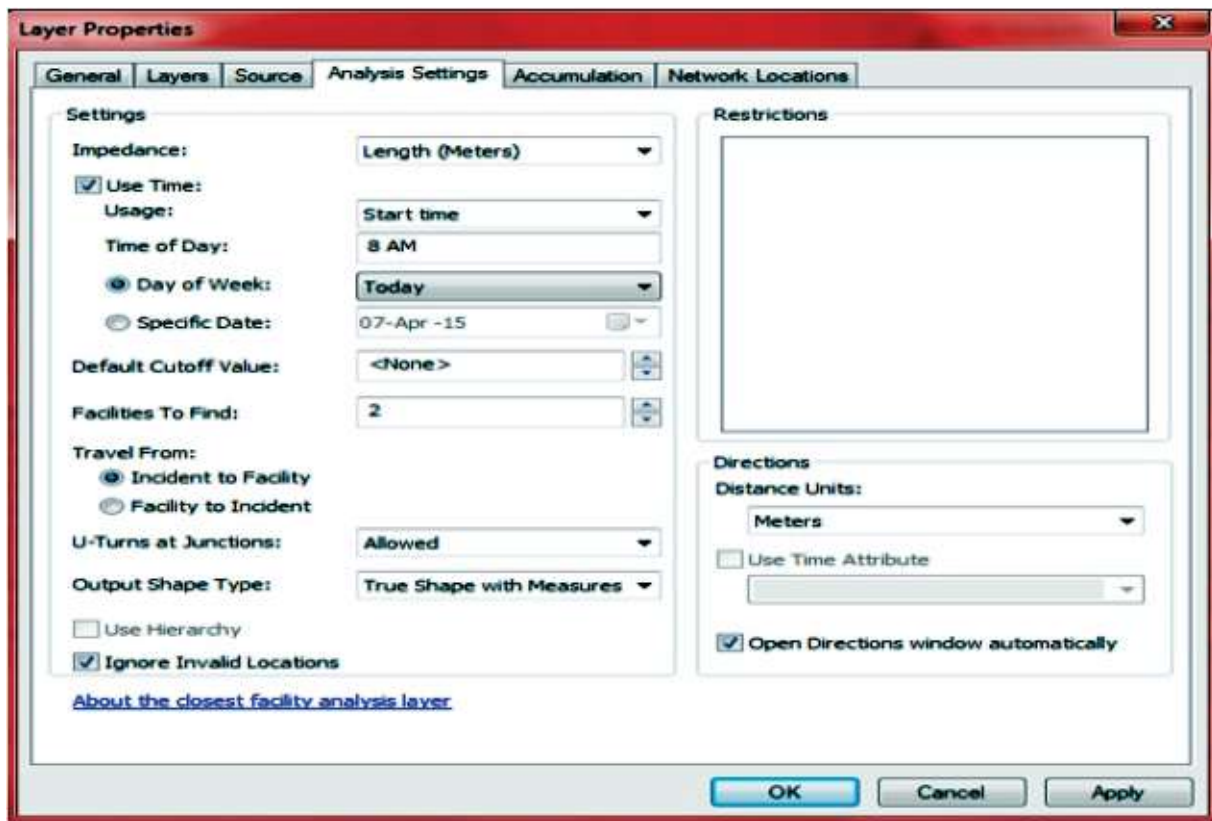 Layer Properties
General Layers Source Analysis Settings Accumulation Network Locations
Settings
Impedance: Length (Meters)
Use Time:
Usage: Start time
Time of Day: 8 AM
Day of Week: Today
Specific Date: 07-Apr -15
Default Cutoff Value: <None>
Facilities To Find: 2
Travel From:
Incident to Facility
Facility to Incident
U-Turns at Junctions: Allowed
Output Shape Type: True Shape with Measures
Use Hierarchy
Ignore Invalid Locations
About the closest facility analysis layer
Restrictions
Directions
Distance Units:
Meters
Use Time Attribute
Open Directions window automatically
OK Cancel Apply